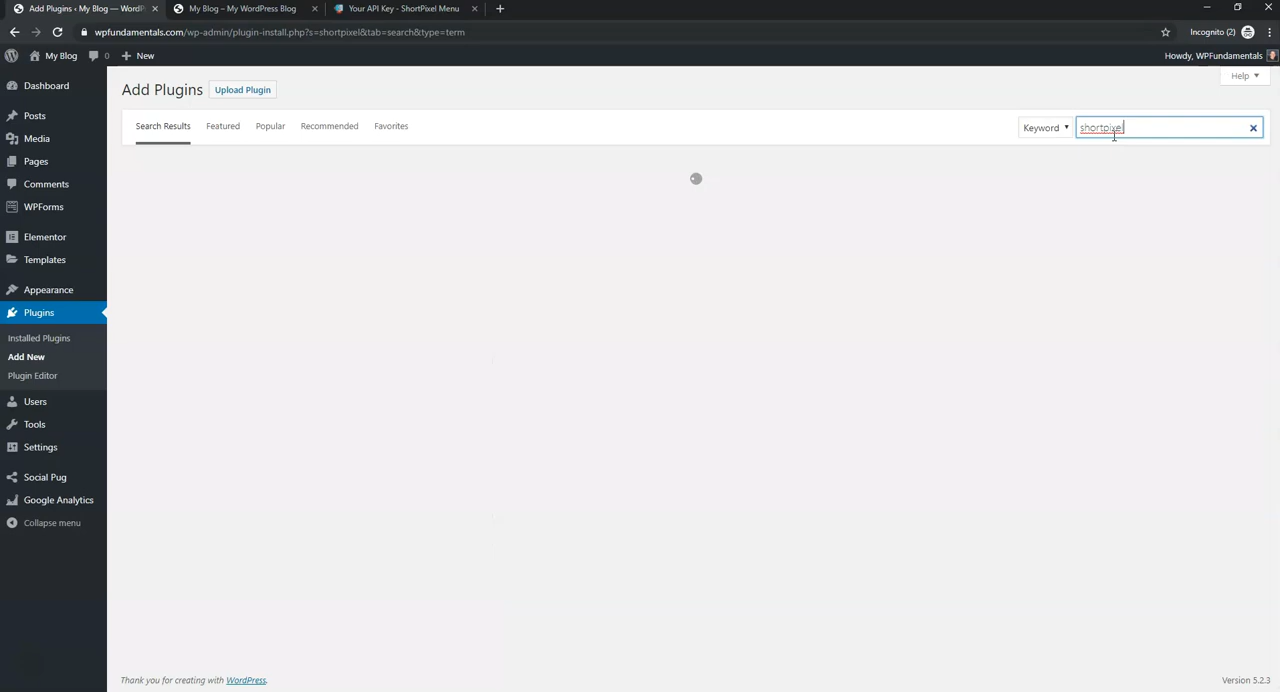 Add Plugins ‹ My Blog — WordP
My Blog – My WordPress Blog
Your API Key - ShortPixel Menu
wpfundamentals.com/wp-admin/plugin-install.php?s=shortpixel&tab=search&type=term
Incognito (2)
My Blog
0
New
Howdy, WPFundamentals
Dashboard
Posts
Media
Pages
Comments
WPForms
Elementor
Templates
Appearance
Plugins
Installed Plugins
Add New
Plugin Editor
Users
Tools
Settings
Social Pug
Google Analytics
Collapse menu
Help
Add Plugins
Upload Plugin
Search Results
Featured
Popular
Recommended
Favorites
Keyword
shortpixel
Thank you for creating with WordPress.
Version 5.2.3